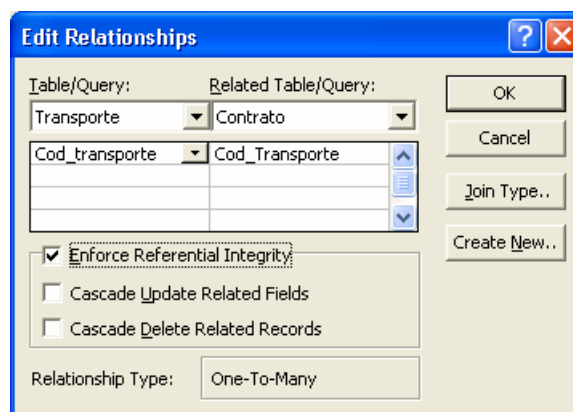 Edit Relationships
Table/Query: Related Table/Query:
Transporte Contrato
Cod_transporte Cod_Transporte
Enforce Referential Integrity
Cascade Update Related Fields
Cascade Delete Related Records
Relationship Type: One-To-Many
OK
Cancel
Join Type..
Create New..